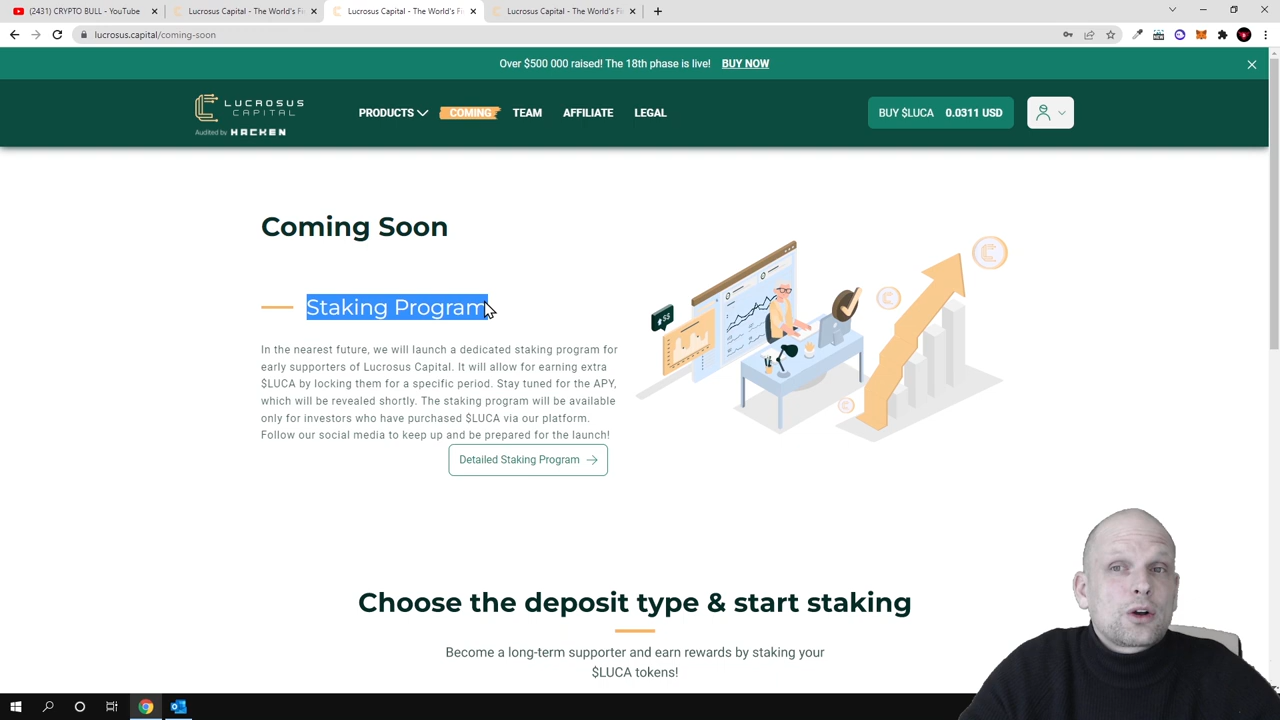 (2431) CRYPTO BULL - YouTube
Lucrosus Capital - The World's Fi
Lucrosus Capital - The World's Fi
Lucrosus Capital - The World's Fi
lucrosus.capital/coming-soon
Over $500 000 raised! The 18th phase is live! BUY NOW
LUCROSUS
CAPITAL
Audited by HACKEN
PRODUCTS
COMING
TEAM
AFFILIATE
LEGAL
BUY $LUCA 0.0311 USD
Coming Soon
Staking Program
In the nearest future, we will launch a dedicated staking program for
early supporters of Lucrosus Capital. It will allow for earning extra
$LUCA by locking them for a specific period. Stay tuned for the APY,
which will be revealed shortly. The staking program will be available
only for investors who have purchased $LUCA via our platform.
Follow our social media to keep up and be prepared for the launch!
Detailed Staking Program
Choose the deposit type & start staking
Become a long-term supporter and earn rewards by staking your
$LUCA tokens!